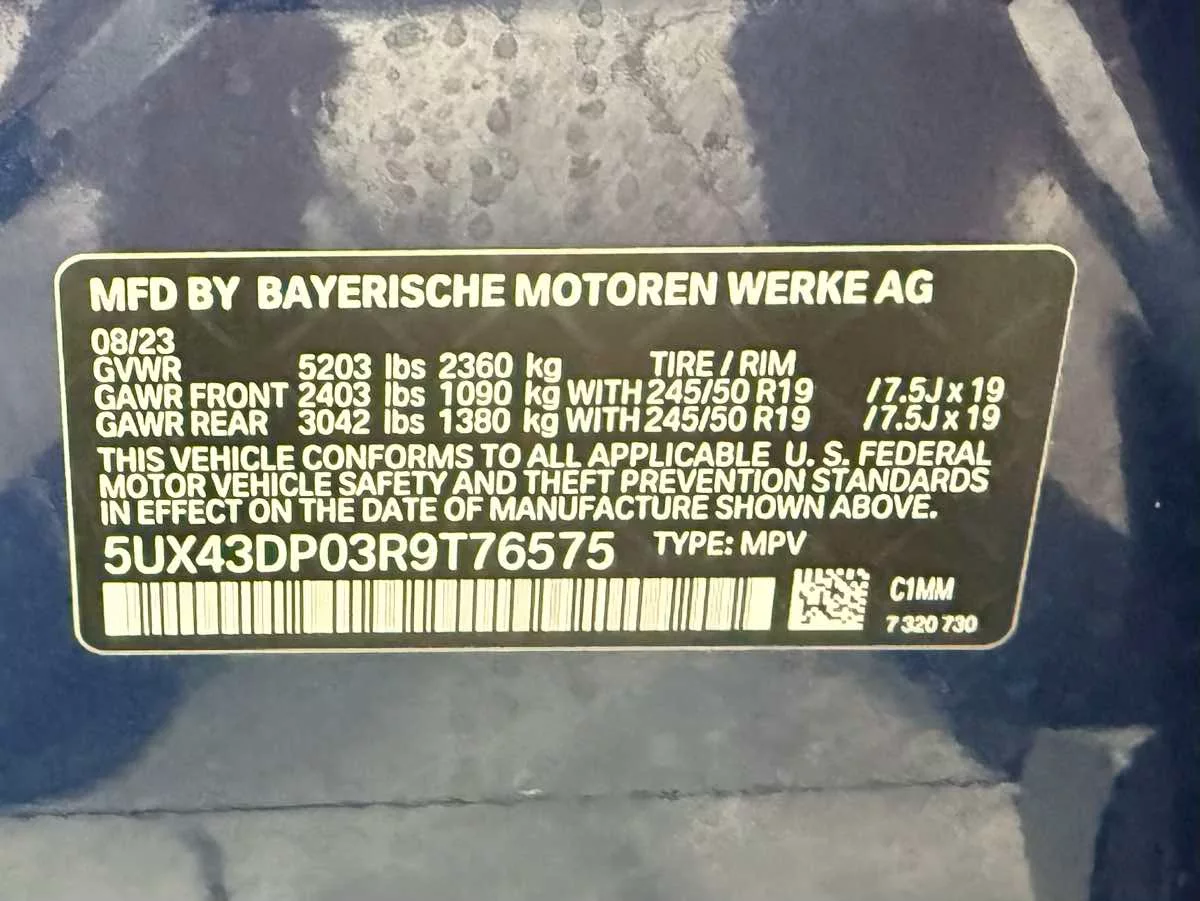 MFD BY BAYERISCHE MOTOREN WERKE AG
08/23
GVWR 5203 lbs 2360 kg TIRE / RIM
GAWR FRONT 2403 lbs 1090 kg WITH 245/50 R19 /7.5J x 19
GAWR REAR 3042 lbs 1380 kg WITH 245/50 R19 /7.5J x 19
THIS VEHICLE CONFORMS TO ALL APPLICABLE U. S. FEDERAL
MOTOR VEHICLE SAFETY AND THEFT PREVENTION STANDARDS
IN EFFECT ON THE DATE OF MANUFACTURE SHOWN ABOVE.
5UX43DP03R9T76575 TYPE: MPV
C1MM
7 320 730